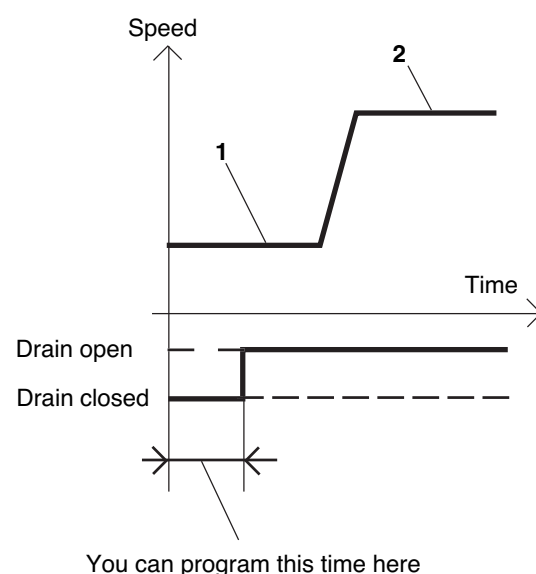 Speed
2
1
Time
Drain open
Drain closed
You can program this time here